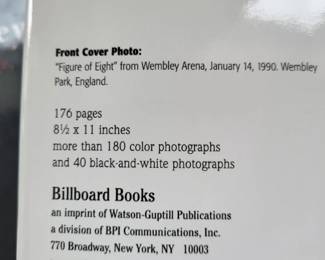 Front Cover Photo:
"Figure of Eight" from Wembley Arena, January 14, 1990. Wembley
Park, England.
176 pages
8½ x 11 inches
more than 180 color photographs
and 40 black-and-white photographs
Billboard Books
an imprint of Watson-Guptill Publications
a division of BPI Communications, Inc.
770 Broadway, New York, NY 10003